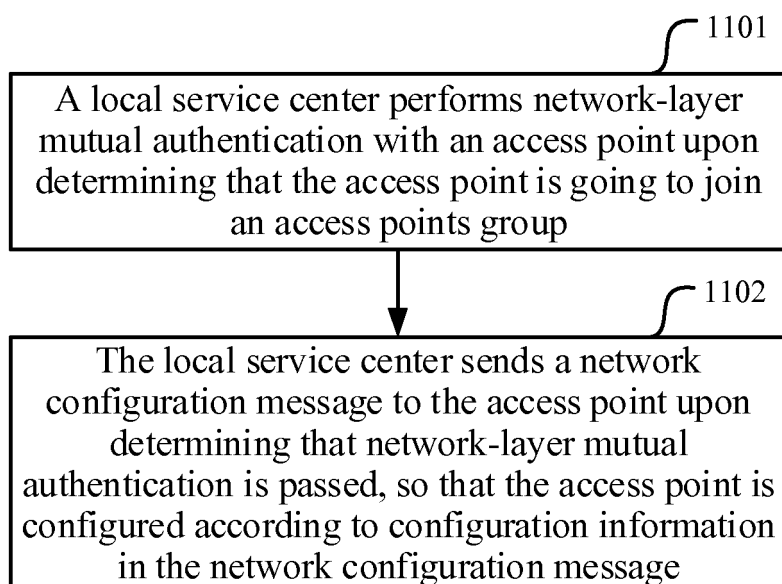 1101
A local service center performs network-layer
mutual authentication with an access point upon
determining that the access point is going to join
an access points group
1102
The local service center sends a network
configuration message to the access point upon
determining that network-layer mutual
authentication is passed, so that the access point is
configured according to configuration information
in the network configuration message